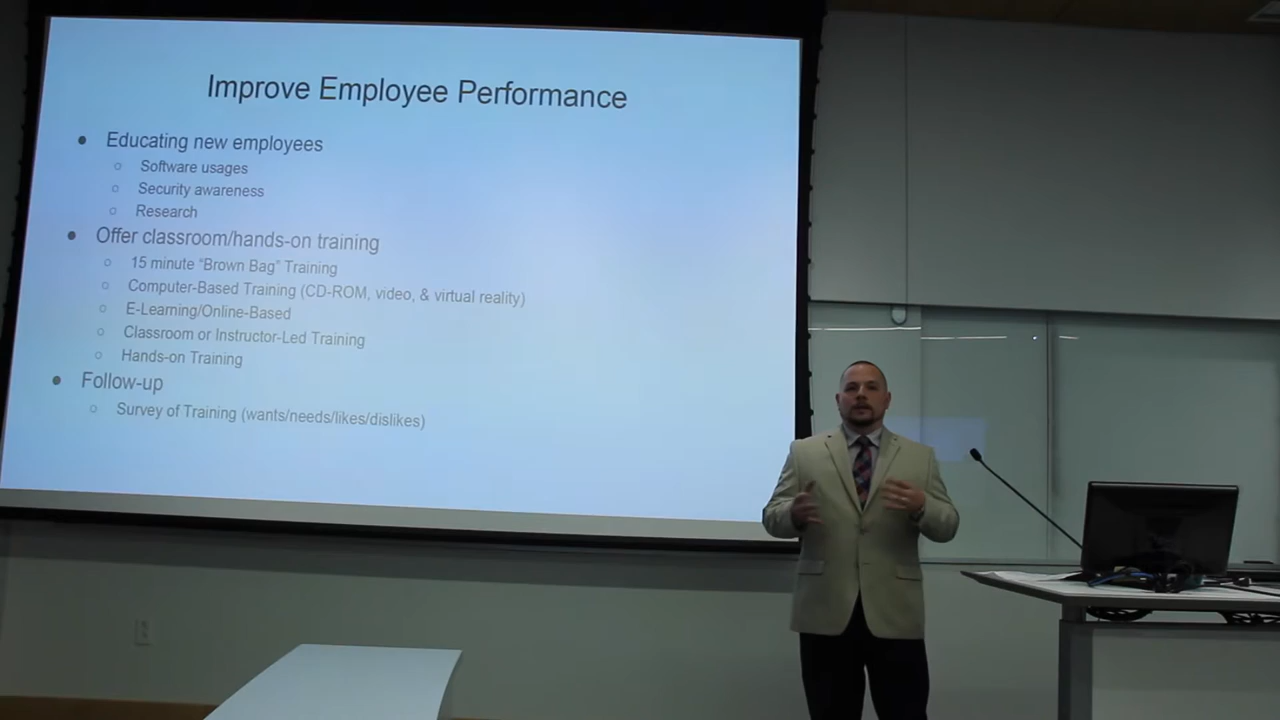 Improve Employee Performance
● Educating new employees
○ Software usages
○ Security awareness
○ Research
● Offer classroom/hands-on training
○ 15 minute “Brown Bag” Training
○ Computer-Based Training (CD-ROM, video, & virtual reality)
○ E-Learning/Online-Based
○ Classroom or Instructor-Led Training
○ Hands-on Training
● Follow-up
○ Survey of Training (wants/needs/likes/dislikes)